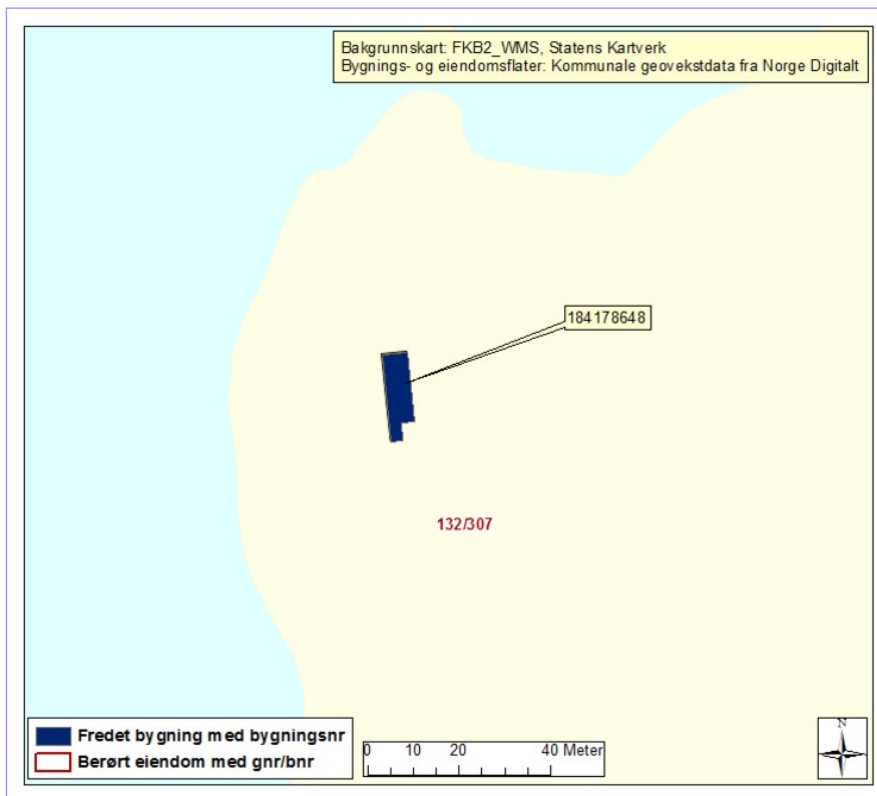 Bakgrunnskart: FKB2_WMS, Statens Kartverk
Bygnings- og eiendomsflater: Kommunale geovekstdata fra Norge Digitalt
184178648
132/307
Fredet bygning med bygningsnr
Berørt eiendom med gnr/bnr
0 10 20 40 Meter
N